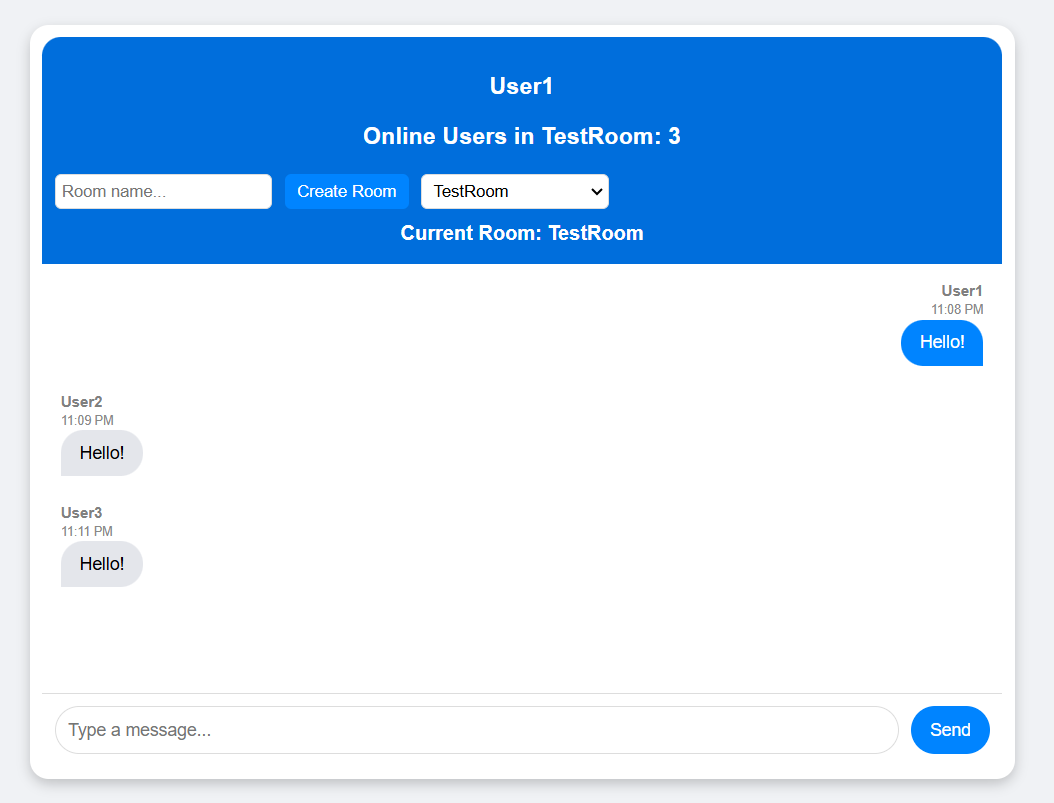 User1
Online Users in TestRoom: 3
Room name... Create Room TestRoom
Current Room: TestRoom
User1
11:08 PM
Hello!
User2
11:09 PM
Hello!
User3
11:11 PM
Hello!
Type a message... Send